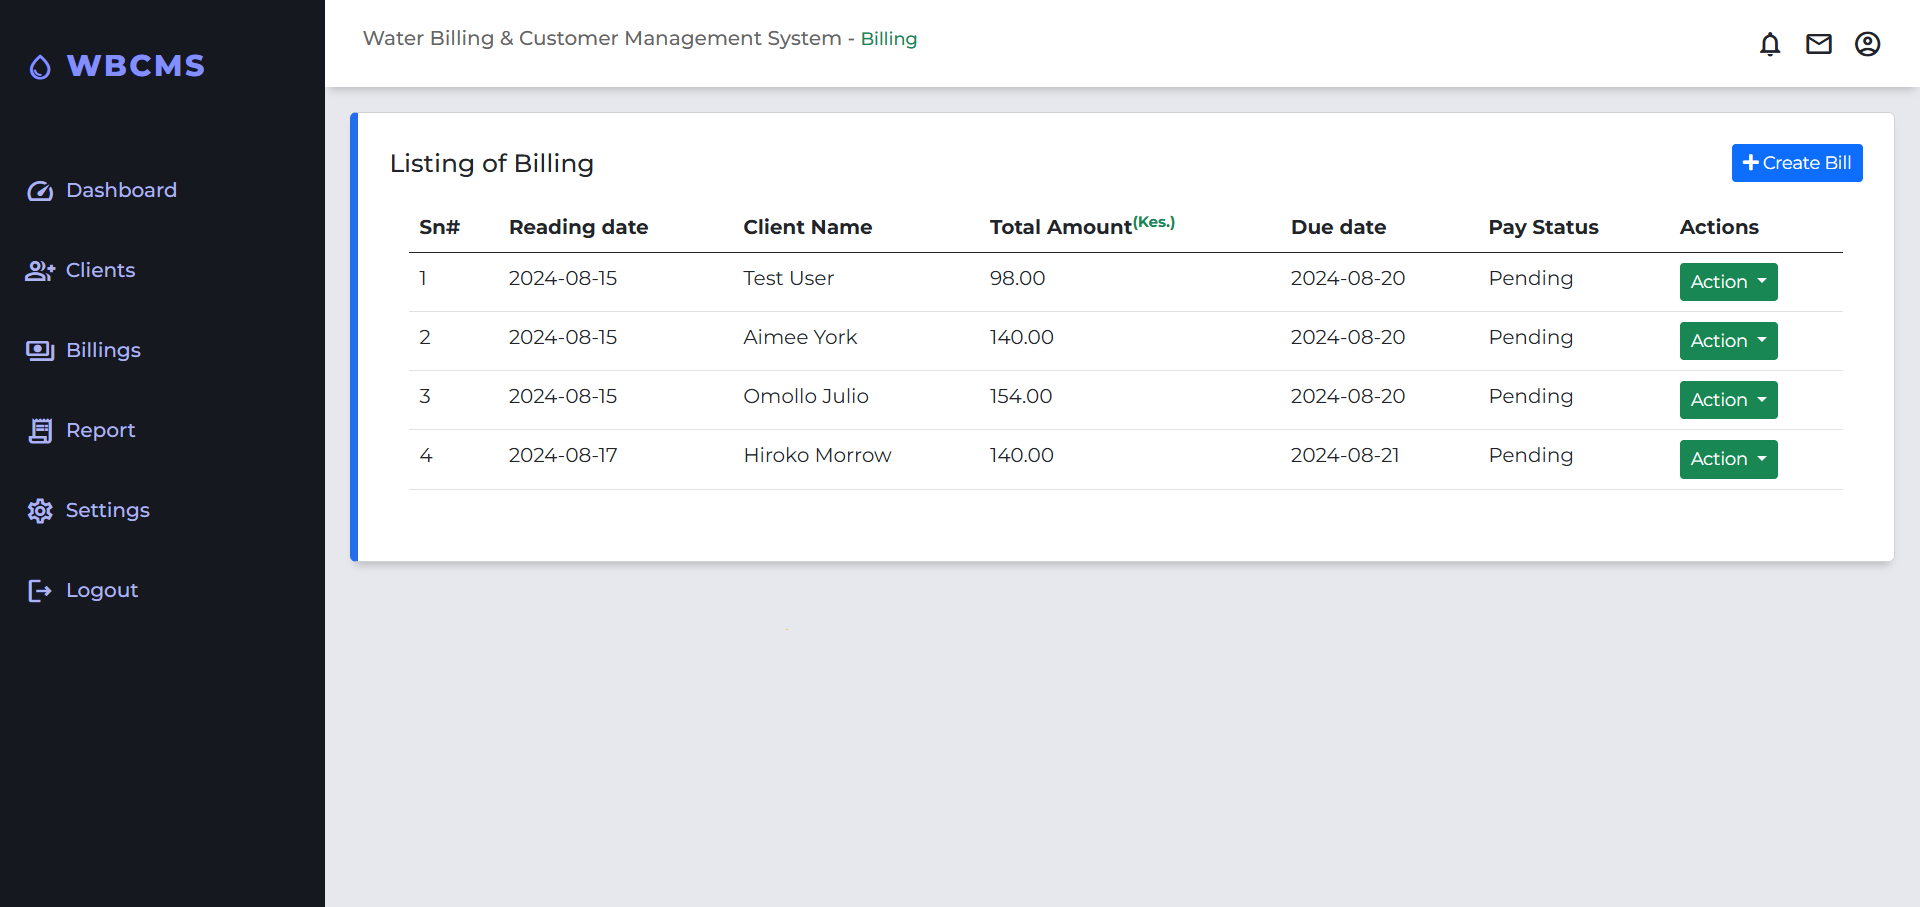 WBCMS
Dashboard
Clients
Billings
Report
Settings
Logout
Water Billing & Customer Management System - Billing
Listing of Billing
Create Bill
Sn# Reading date Client Name Total Amount(Kes.) Due date Pay Status Actions
1 2024-08-15 Test User 98.00 2024-08-20 Pending Action
2 2024-08-15 Aimee York 140.00 2024-08-20 Pending Action
3 2024-08-15 Omollo Julio 154.00 2024-08-20 Pending Action
4 2024-08-17 Hiroko Morrow 140.00 2024-08-21 Pending Action